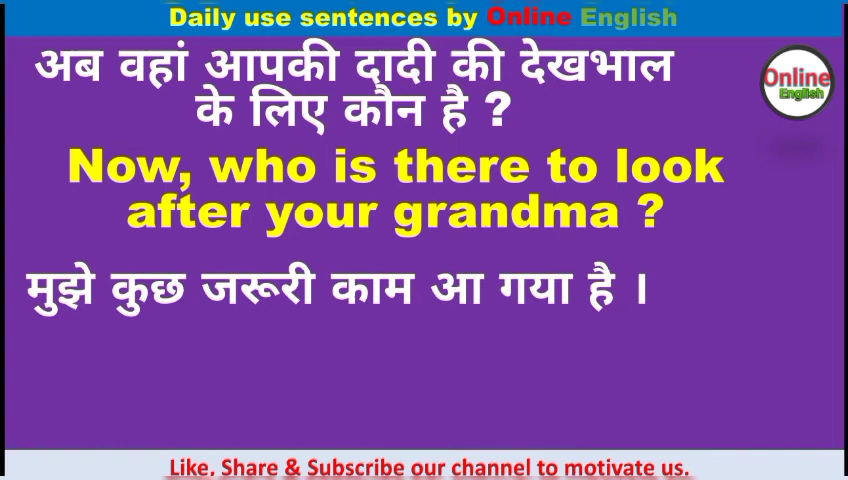 Daily use sentences by Online English
अब वहां आपकी दादी की देखभाल
के लिए कौन है ?
Online
English
Now, who is there to look
after your grandma ?
मुझे कुछ जरूरी काम आ गया है ।
Like, Share & Subscribe our channel to motivate us.